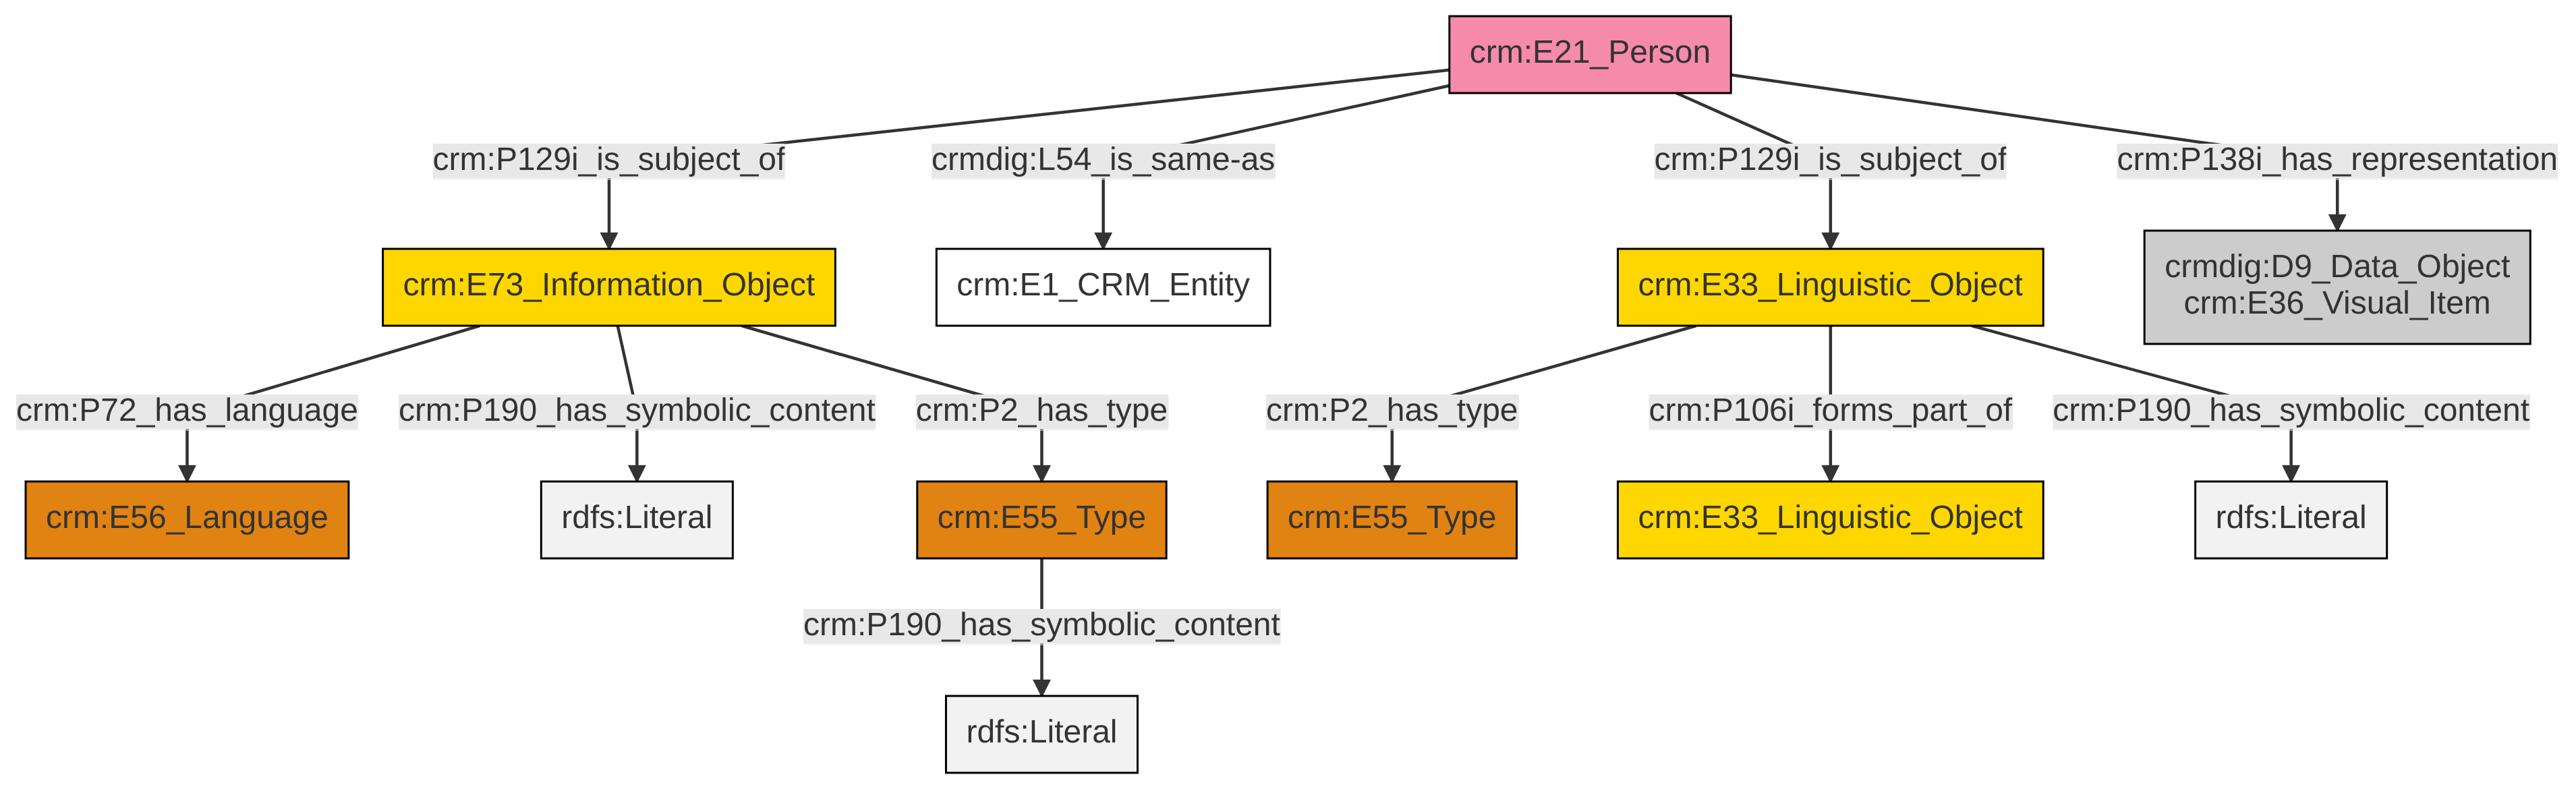 crm:E21_Person
crm:P129i_is_subject_of
crmdig:L54_is_same-as
crm:P129i_is_subject_of
crm:P138i_has_representation
crm:E73_Information_Object
crm:E1_CRM_Entity
crm:E33_Linguistic_Object
crmdig:D9_Data_Object
crm:E36_Visual_Item
crm:P72_has_language
crm:P190_has_symbolic_content
crm:P2_has_type
crm:P2_has_type
crm:P106i_forms_part_of
crm:P190_has_symbolic_content
crm:E56_Language
rdfs:Literal
crm:E55_Type
crm:E55_Type
crm:E33_Linguistic_Object
rdfs:Literal
crm:P190_has_symbolic_content
rdfs:Literal